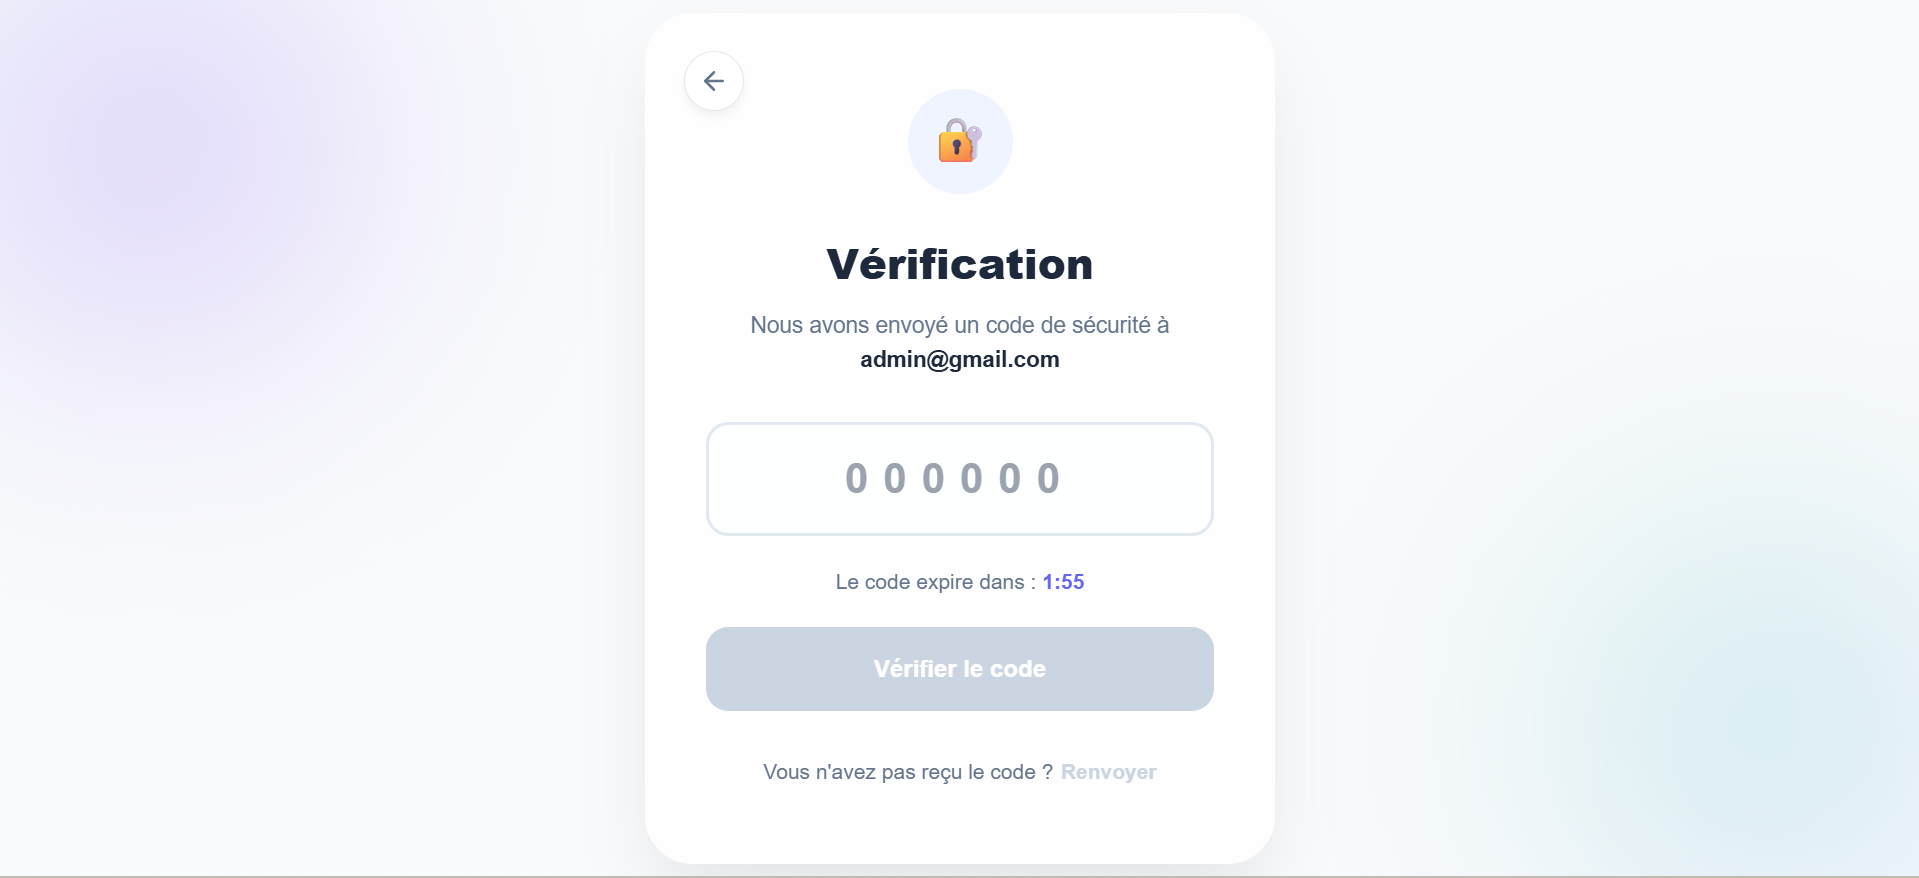 Vérification
Nous avons envoyé un code de sécurité à
admin@gmail.com
0 0 0 0 0 0
Le code expire dans : 1:55
Vérifier le code
Vous n'avez pas reçu le code ? Renvoyer